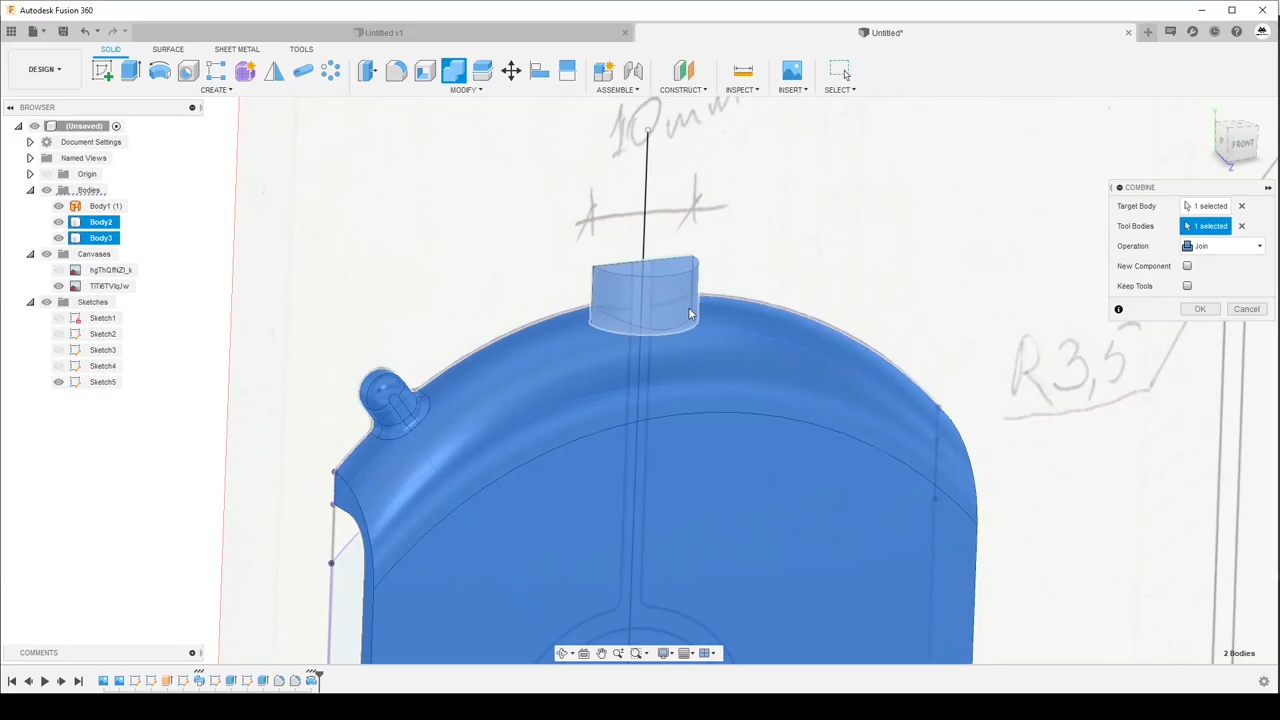 Autodesk Fusion 360
Untitled v1
Untitled*
SOLID
SURFACE
SHEET METAL
TOOLS
DESIGN
CREATE
MODIFY
ASSEMBLE
CONSTRUCT
INSPECT
INSERT
SELECT
BROWSER
(Unsaved)
Document Settings
Named Views
Origin
Bodies
Body1 (1)
Body2
Body3
Canvases
hgThQfNZI_k
Sketches
Sketch1
Sketch2
Sketch3
Sketch4
Sketch5
10mm
R3,5
FRONT
Y
Z
COMBINE
Target Body 1 selected
Tool Bodies 1 selected
Operation Join
New Component
Keep Tools
OK Cancel
COMMENTS
2 Bodies